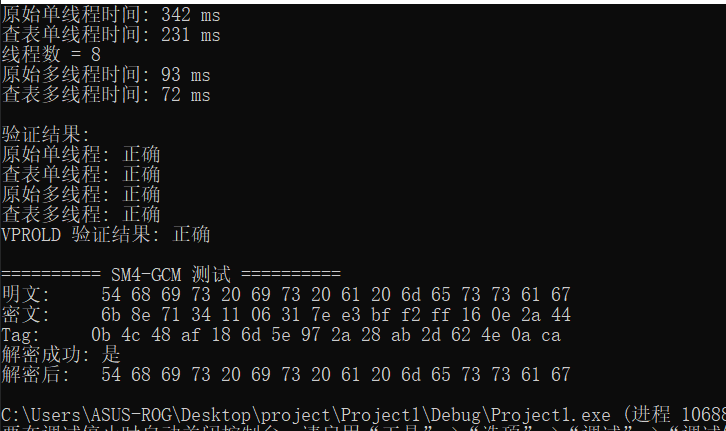 原始单线程时间: 342 ms
查表单线程时间: 231 ms
线程数 = 8
原始多线程时间: 93 ms
查表多线程时间: 72 ms
验证结果:
原始单线程: 正确
查表单线程: 正确
原始多线程: 正确
查表多线程: 正确
VPROLD 验证结果: 正确
========== SM4-GCM 测试 ==========
明文: 54 68 69 73 20 69 73 20 61 20 6d 65 73 73 61 67
密文: 6b 8e 71 34 11 06 31 7e e3 bf f2 ff 16 0e 2a 44
Tag: 0b 4c 48 af 18 6d 5e 97 2a 28 ab 2d 62 4e 0a ca
解密成功: 是
解密后: 54 68 69 73 20 69 73 20 61 20 6d 65 73 73 61 67
C:\Users\ASUS-ROG\Desktop\project\Project1\Debug\Project1.exe (进程 10688